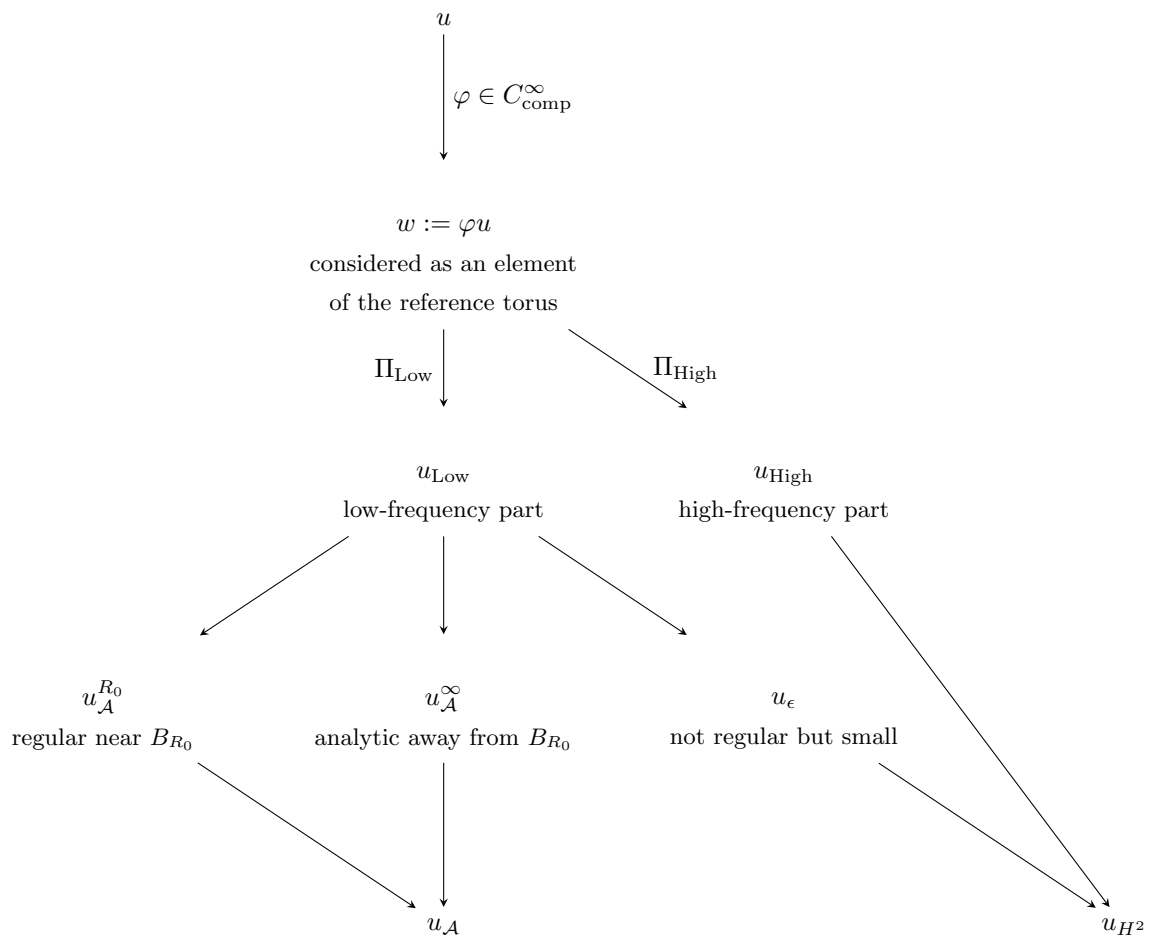 u
φ ∈ C^∞_comp
w := φu
considered as an element
of the reference torus
Π_Low
Π_High
u_Low
low-frequency part
u_High
high-frequency part
u_𝒜^{R_0}
regular near B_{R_0}
u_𝒜^∞
analytic away from B_{R_0}
u_ϵ
not regular but small
u_𝒜
u_{H^2}